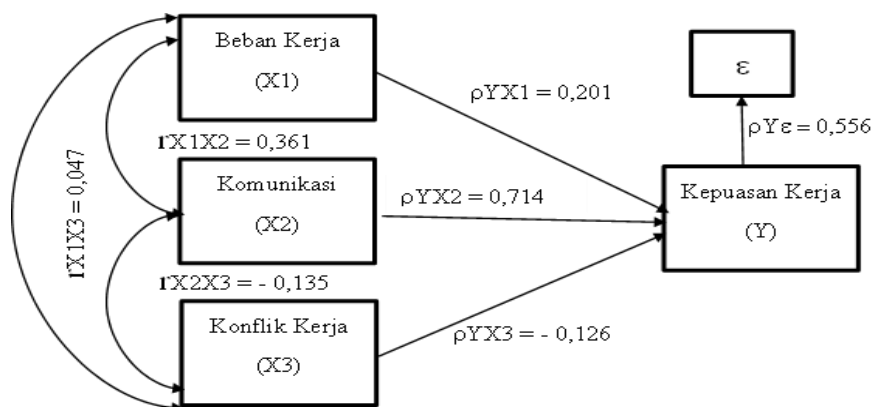 Beban Kerja
(X1)
ε
ρYX1 = 0,201
ρYε = 0,556
rX1X2 = 0,361
rX1X3 = 0,047
Komunikasi
(X2)
ρYX2 = 0,714
Kepuasan Kerja
(Y)
rX2X3 = - 0,135
Konflik Kerja
(X3)
ρYX3 = - 0,126